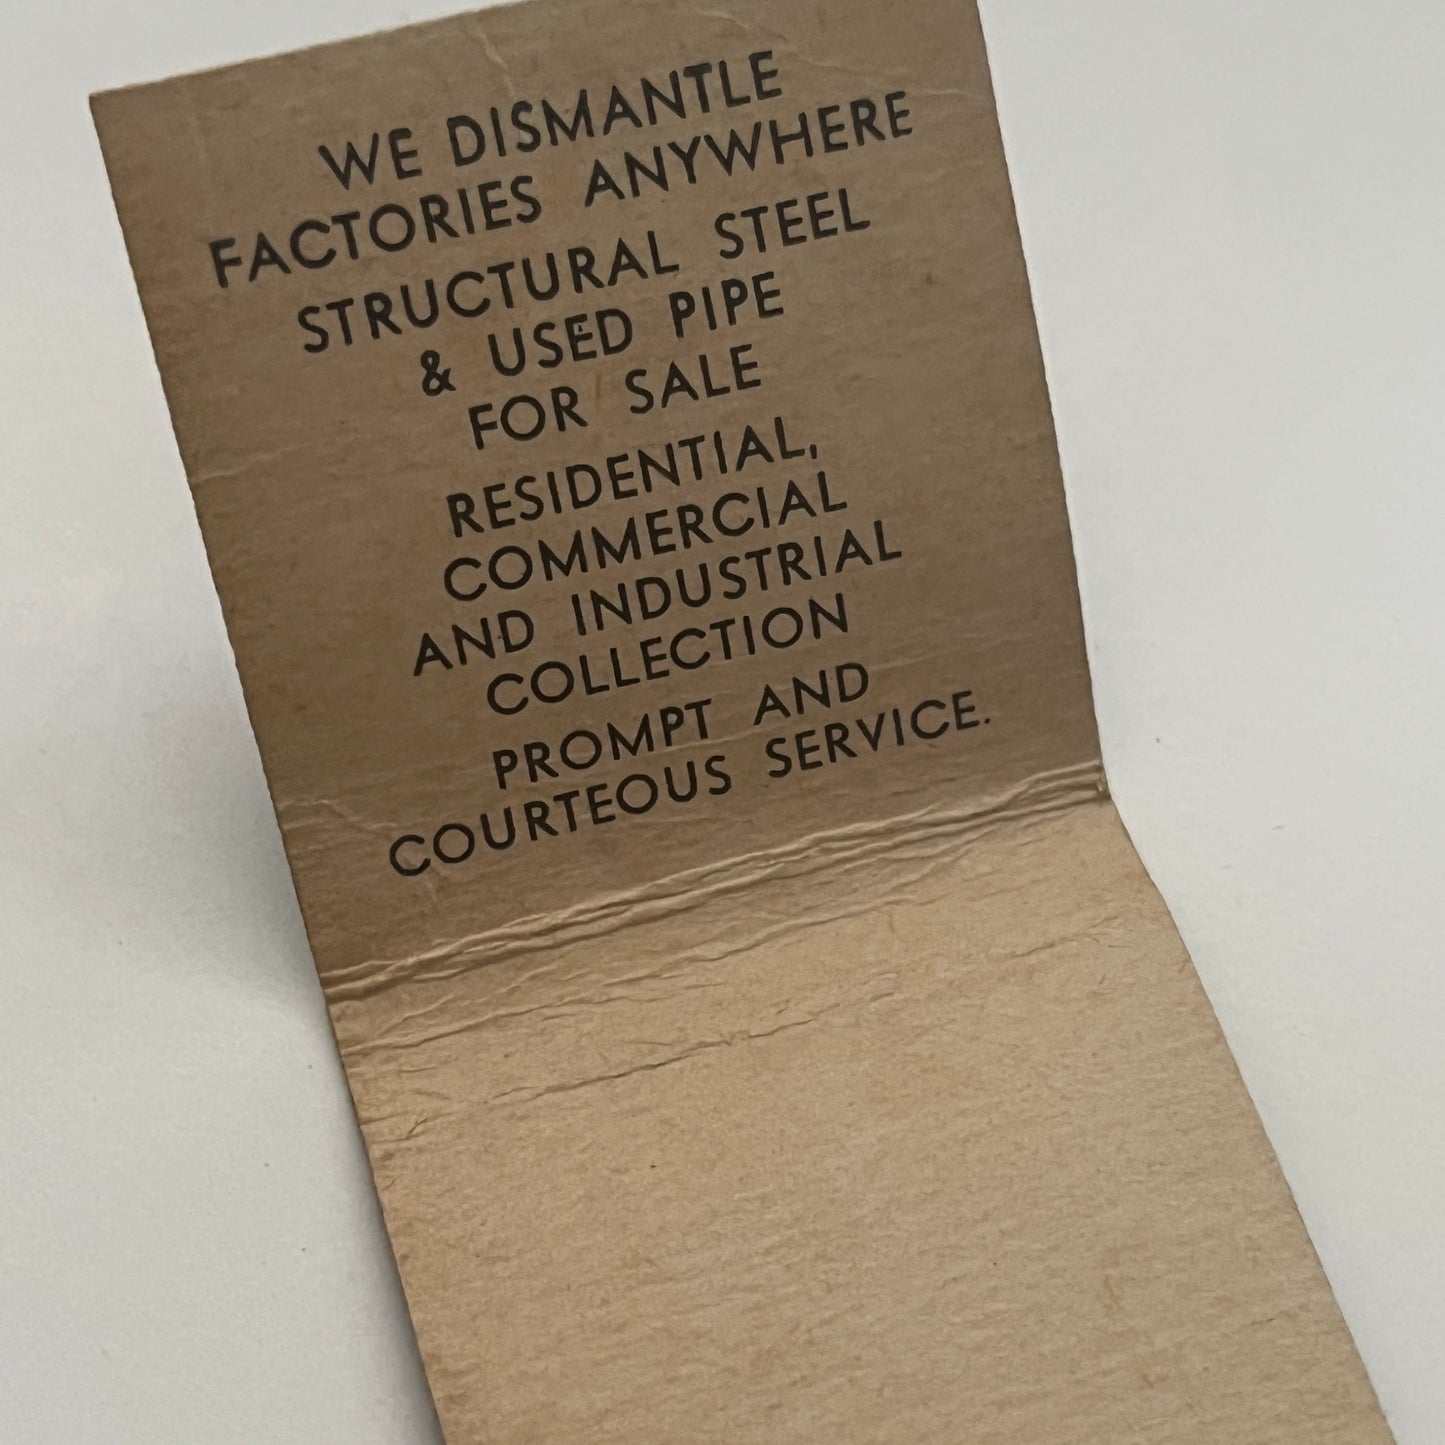 WE DISMANTLE
FACTORIES ANYWHERE
STRUCTURAL STEEL
& USED PIPE
FOR SALE
RESIDENTIAL,
COMMERCIAL
AND INDUSTRIAL
COLLECTION
PROMPT AND
COURTEOUS SERVICE.